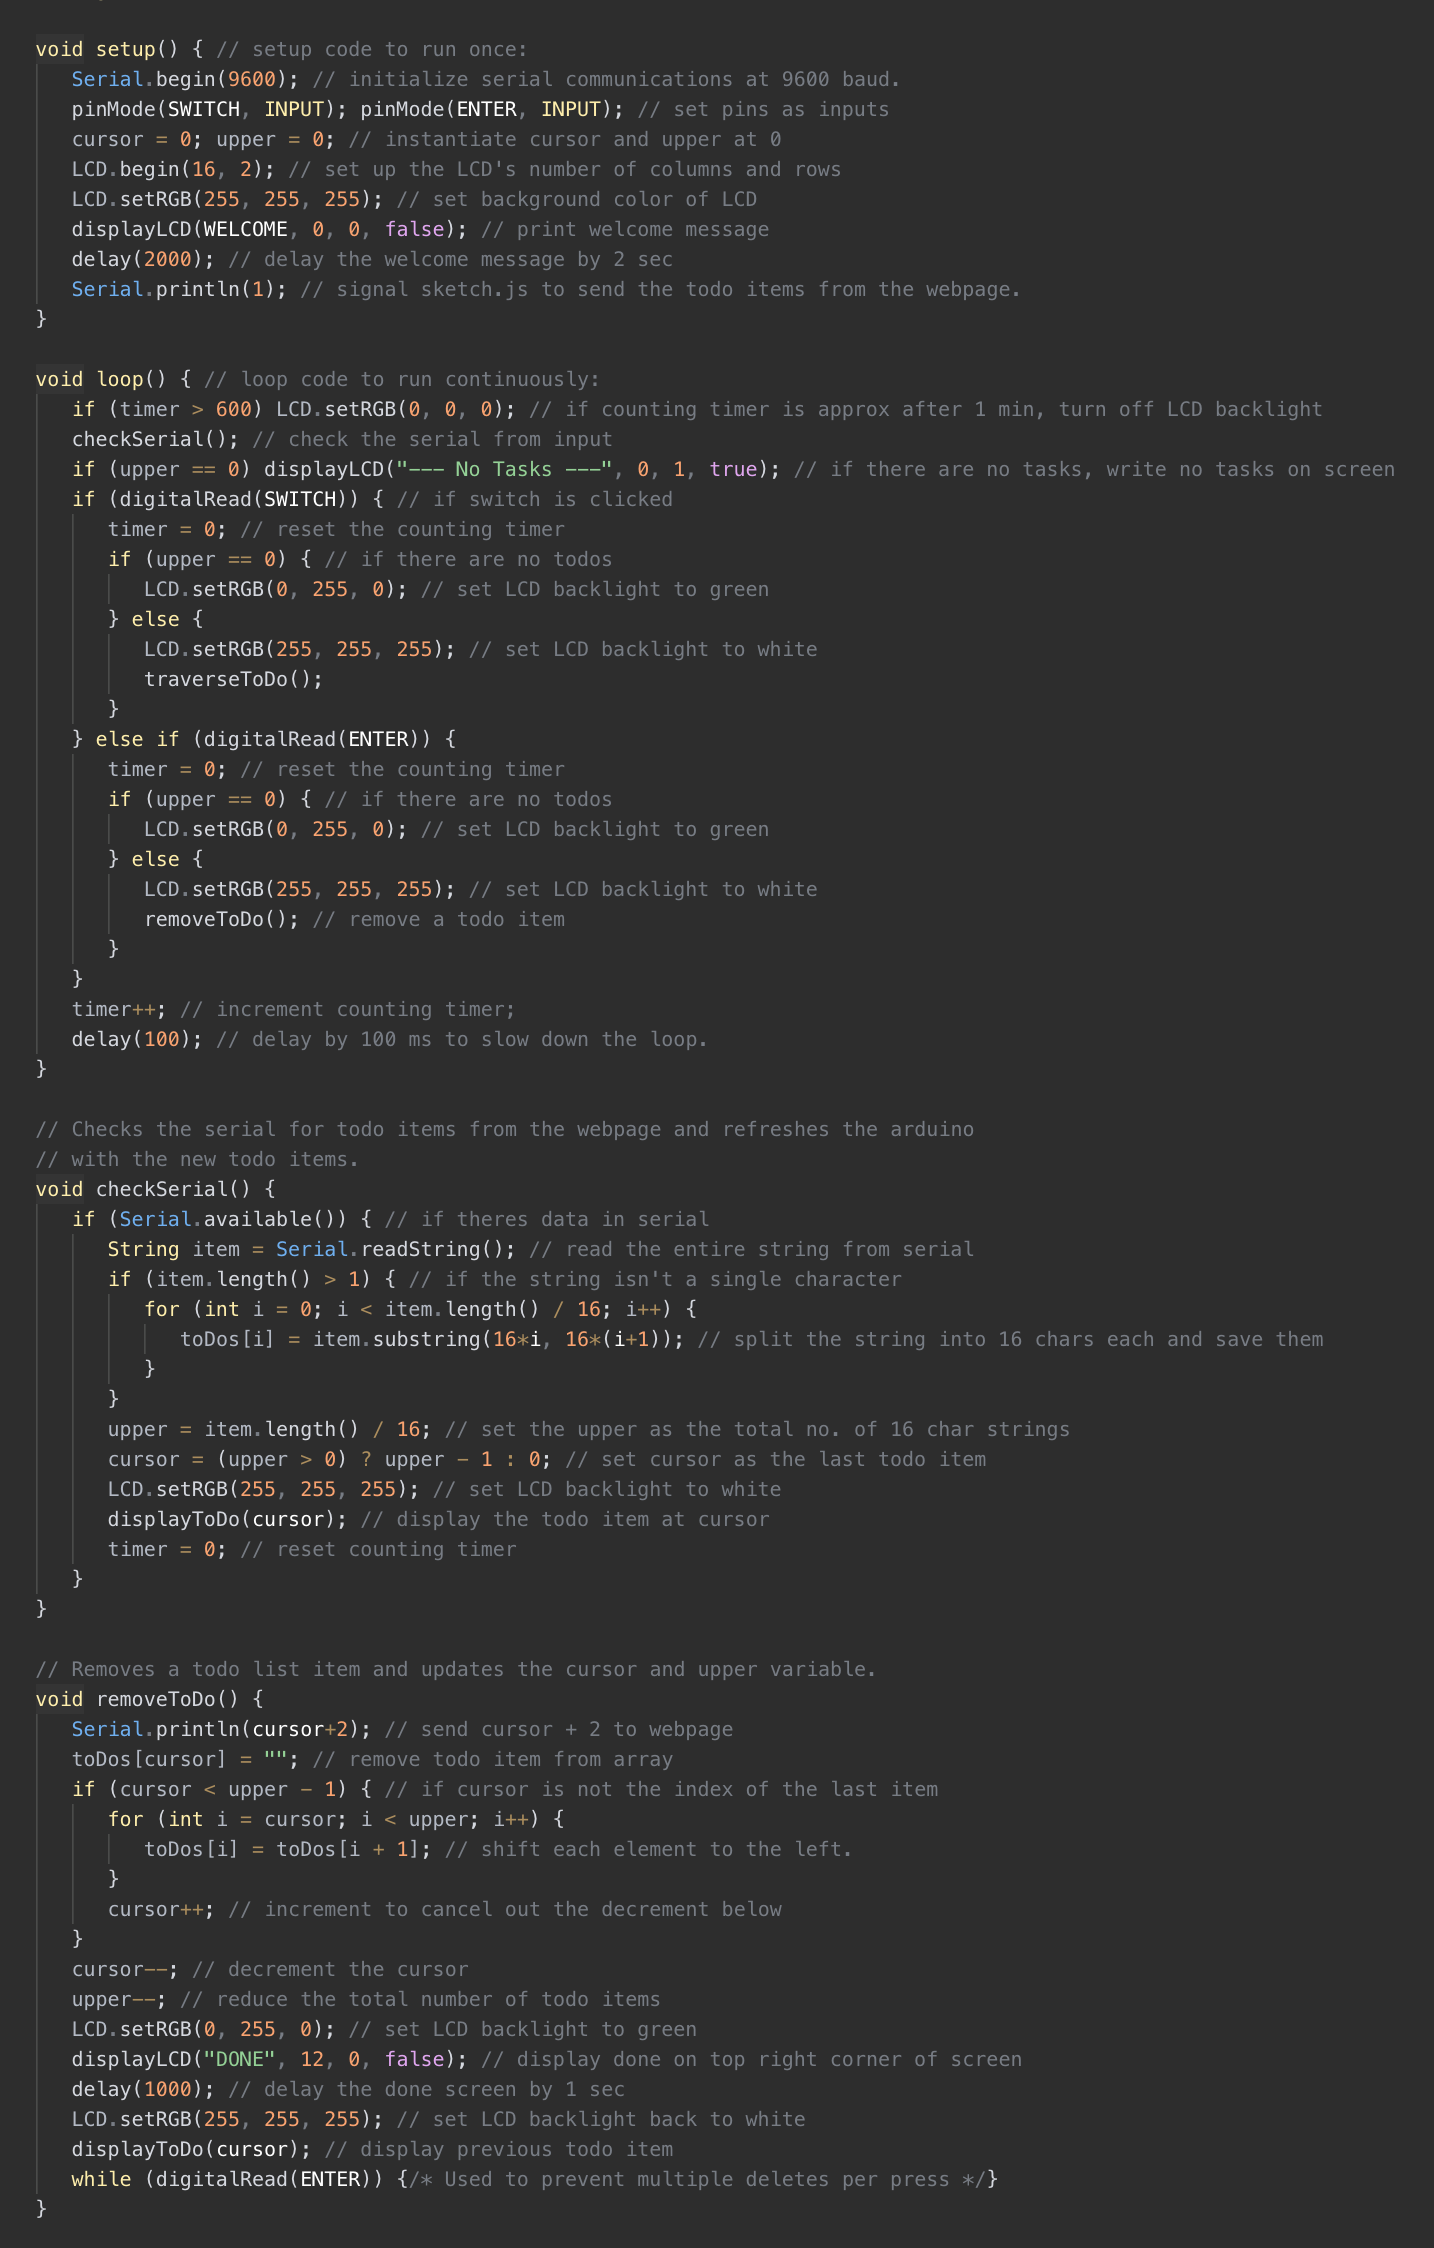 void setup() { // setup code to run once:
   Serial.begin(9600); // initialize serial communications at 9600 baud.
   pinMode(SWITCH, INPUT); pinMode(ENTER, INPUT); // set pins as inputs
   cursor = 0; upper = 0; // instantiate cursor and upper at 0
   LCD.begin(16, 2); // set up the LCD's number of columns and rows
   LCD.setRGB(255, 255, 255); // set background color of LCD
   displayLCD(WELCOME, 0, 0, false); // print welcome message
   delay(2000); // delay the welcome message by 2 sec
   Serial.println(1); // signal sketch.js to send the todo items from the webpage.
}

void loop() { // loop code to run continuously:
   if (timer > 600) LCD.setRGB(0, 0, 0); // if counting timer is approx after 1 min, turn off LCD backlight
   checkSerial(); // check the serial from input
   if (upper == 0) displayLCD("--- No Tasks ---", 0, 1, true); // if there are no tasks, write no tasks on screen
   if (digitalRead(SWITCH)) { // if switch is clicked
      timer = 0; // reset the counting timer
      if (upper == 0) { // if there are no todos
         LCD.setRGB(0, 255, 0); // set LCD backlight to green
      } else {
         LCD.setRGB(255, 255, 255); // set LCD backlight to white
         traverseToDo();
      }
   } else if (digitalRead(ENTER)) {
      timer = 0; // reset the counting timer
      if (upper == 0) { // if there are no todos
         LCD.setRGB(0, 255, 0); // set LCD backlight to green
      } else {
         LCD.setRGB(255, 255, 255); // set LCD backlight to white
         removeToDo(); // remove a todo item
      }
   }
   timer++; // increment counting timer;
   delay(100); // delay by 100 ms to slow down the loop.
}

// Checks the serial for todo items from the webpage and refreshes the arduino
// with the new todo items.
void checkSerial() {
   if (Serial.available()) { // if theres data in serial
      String item = Serial.readString(); // read the entire string from serial
      if (item.length() > 1) { // if the string isn't a single character
         for (int i = 0; i < item.length() / 16; i++) {
            toDos[i] = item.substring(16*i, 16*(i+1)); // split the string into 16 chars each and save them
         }
      }
      upper = item.length() / 16; // set the upper as the total no. of 16 char strings
      cursor = (upper > 0) ? upper - 1 : 0; // set cursor as the last todo item
      LCD.setRGB(255, 255, 255); // set LCD backlight to white
      displayToDo(cursor); // display the todo item at cursor
      timer = 0; // reset counting timer
   }
}

// Removes a todo list item and updates the cursor and upper variable.
void removeToDo() {
   Serial.println(cursor+2); // send cursor + 2 to webpage
   toDos[cursor] = ""; // remove todo item from array
   if (cursor < upper - 1) { // if cursor is not the index of the last item
      for (int i = cursor; i < upper; i++) {
         toDos[i] = toDos[i + 1]; // shift each element to the left.
      }
      cursor++; // increment to cancel out the decrement below
   }
   cursor--; // decrement the cursor
   upper--; // reduce the total number of todo items
   LCD.setRGB(0, 255, 0); // set LCD backlight to green
   displayLCD("DONE", 12, 0, false); // display done on top right corner of screen
   delay(1000); // delay the done screen by 1 sec
   LCD.setRGB(255, 255, 255); // set LCD backlight back to white
   displayToDo(cursor); // display previous todo item
   while (digitalRead(ENTER)) {/* Used to prevent multiple deletes per press */}
}